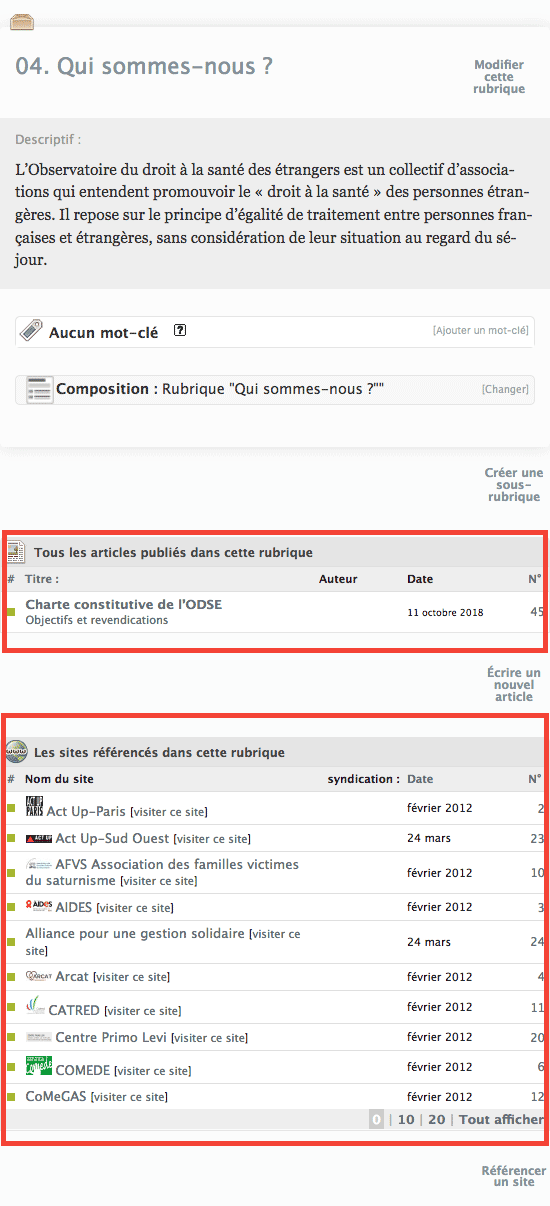 04. Qui sommes-nous ?
Modifier
cette
rubrique
Descriptif :
L’Observatoire du droit à la santé des étrangers est un collectif d’associa-
tions qui entendent promouvoir le « droit à la santé » des personnes étran-
gères. Il repose sur le principe d’égalité de traitement entre personnes fran-
çaises et étrangères, sans considération de leur situation au regard du sé-
jour.
Aucun mot-clé ? [Ajouter un mot-clé]
Composition : Rubrique "Qui sommes-nous ?"" [Changer]
Créer une
sous-
rubrique
Tous les articles publiés dans cette rubrique
# Titre : Auteur Date N°
Charte constitutive de l'ODSE 11 octobre 2018 45
Objectifs et revendications
Écrire un
nouvel
article
www Les sites référencés dans cette rubrique
# Nom du site syndication : Date N°
ACT UP PARIS Act Up-Paris [visiter ce site] février 2012 2
ACT UP Act Up-Sud Ouest [visiter ce site] 24 mars 23
AFVS Association des familles victimes
du saturnisme [visiter ce site] février 2012 10
AIDES AIDES [visiter ce site] février 2012 3
Alliance pour une gestion solidaire [visiter ce
site] 24 mars 24
ARCAT Arcat [visiter ce site] février 2012 4
CATRED [visiter ce site] février 2012 11
Centre Primo Levi [visiter ce site] février 2012 20
Comede COMEDE [visiter ce site] février 2012 6
CoMeGAS [visiter ce site] février 2012 12
0 | 10 | 20 | Tout afficher
Référencer
un site